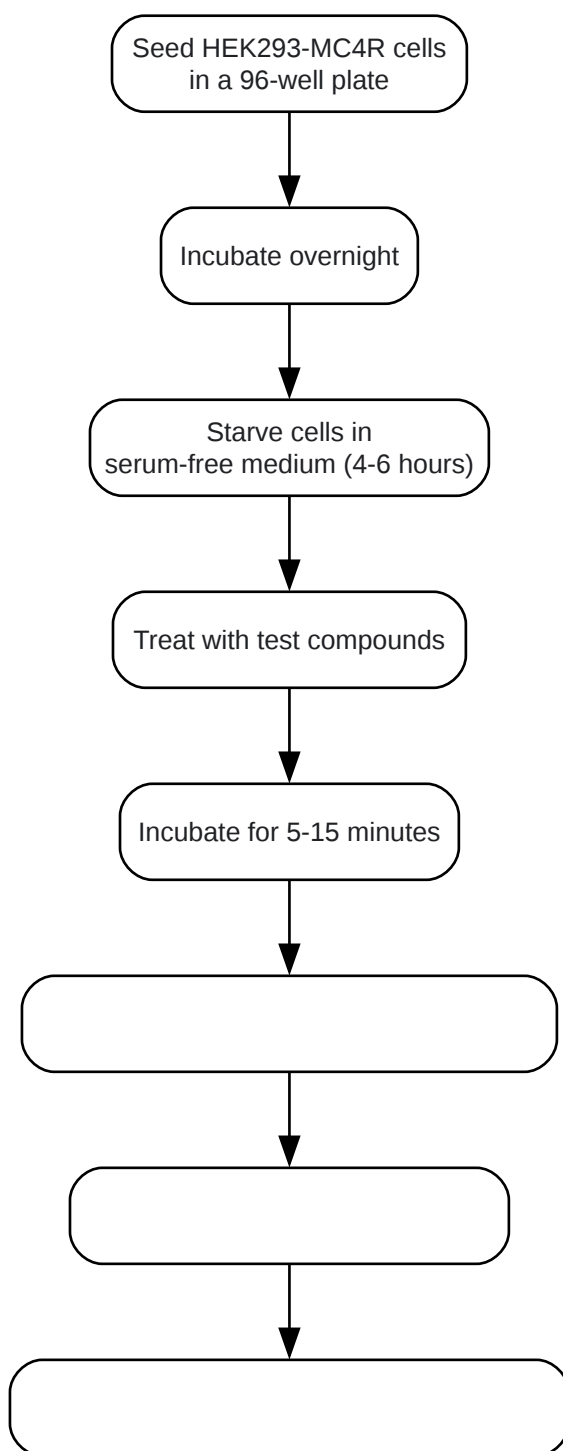 Seed HEK293-MC4R cells
in a 96-well plate
Incubate overnight
Starve cells in
serum-free medium (4-6 hours)
Treat with test compounds
Incubate for 5-15 minutes